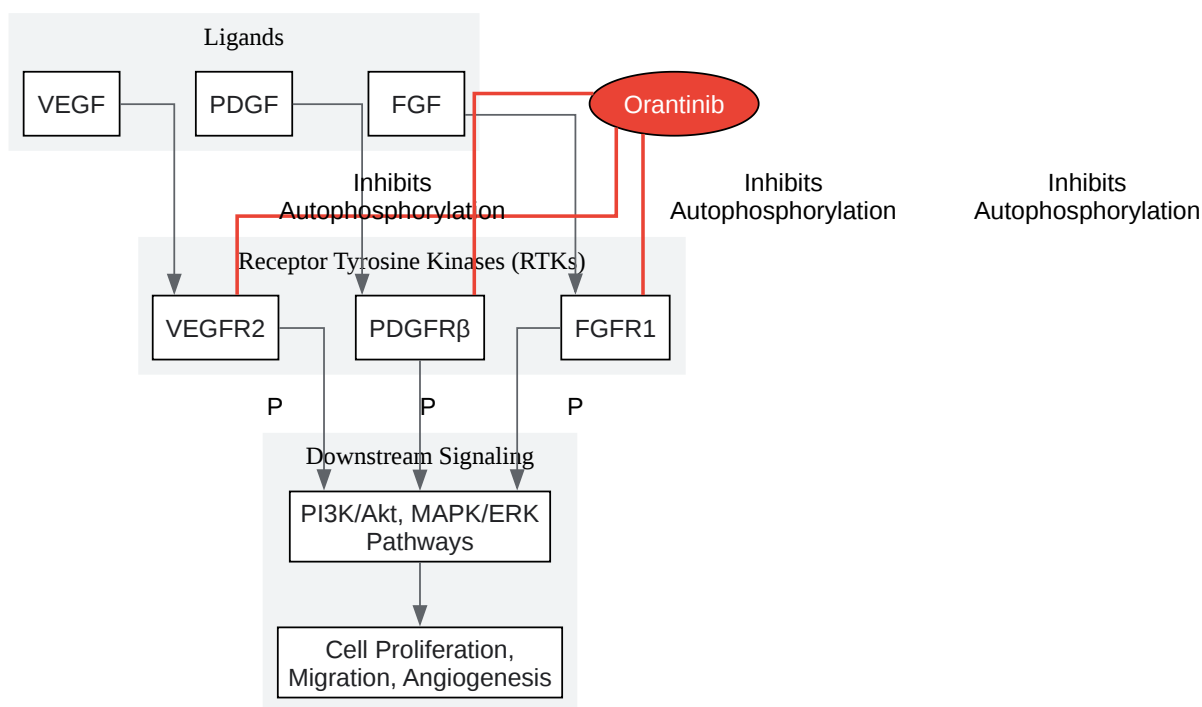 Ligands
VEGF
PDGF
FGF
Orantinib
Inhibits
Autophosphorylation
Inhibits
Autophosphorylation
Inhibits
Autophosphorylation
Receptor Tyrosine Kinases (RTKs)
VEGFR2
PDGFRβ
FGFR1
P
P
P
Downstream Signaling
PI3K/Akt, MAPK/ERK
Pathways
Cell Proliferation,
Migration, Angiogenesis